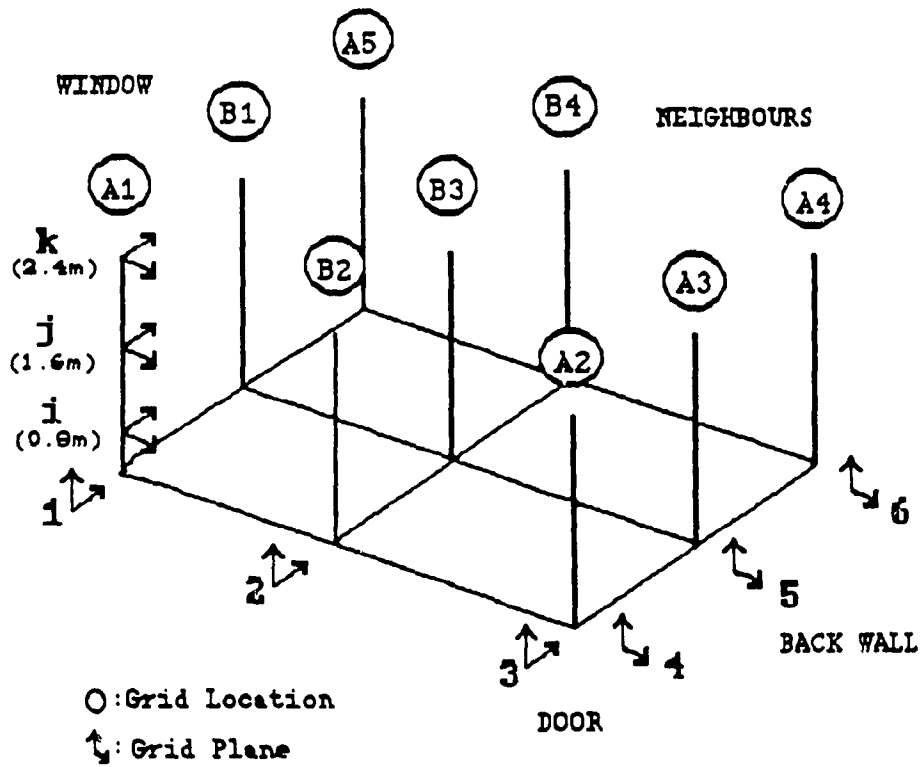 A5
WINDOW
B1
B4
NEIGHBOURS
A1
B3
A4
k
(2.4m)
B2
A3
j
(1.6m)
A2
i
(0.8m)
1
6
2
5
BACK WALL
3
4
O:Grid Location
DOOR
: Grid Plane